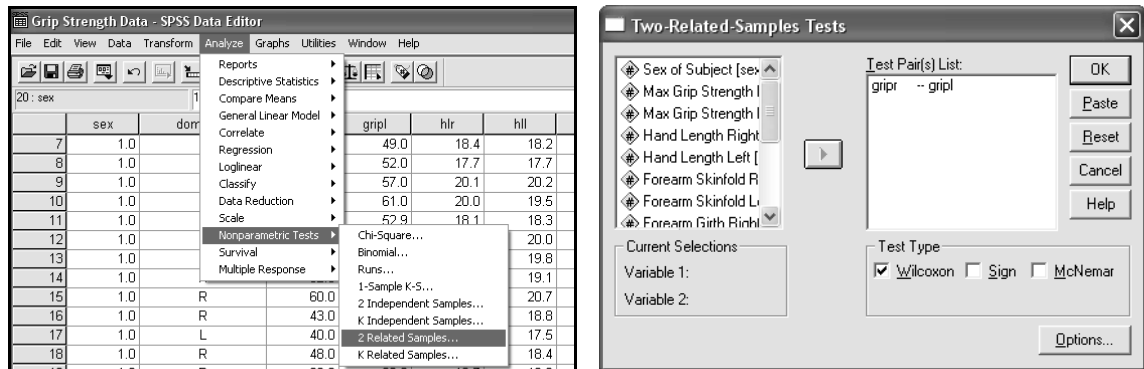 Grip Strength Data - SPSS Data Editor
File Edit View Data Transform Analyze Graphs Utilities Window Help
20 : sex
Reports
Descriptive Statistics
Compare Means
General Linear Model
Correlate
Regression
Loglinear
Classify
Data Reduction
Scale
Nonparametric Tests
Survival
Multiple Response
Chi-Square...
Binomial...
Runs...
1-Sample K-S...
2 Independent Samples...
K Independent Samples...
2 Related Samples...
K Related Samples...
sex dom gripl hlr hll
7 1.0 49.0 18.4 18.2
8 1.0 52.0 17.7 17.7
9 1.0 57.0 20.1 20.2
10 1.0 61.0 20.0 19.5
11 1.0 52.9 18.1 18.3
12 1.0 20.0
13 1.0 19.8
14 1.0 19.1
15 1.0 R 60.0 20.7
16 1.0 R 43.0 18.8
17 1.0 L 40.0 17.5
18 1.0 R 48.0 18.4
Two-Related-Samples Tests
Sex of Subject [sex
Max Grip Strength
Max Grip Strength
Hand Length Right
Hand Length Left [
Forearm Skinfold R
Forearm Skinfold L
Forearm Girth Right
Test Pair(s) List:
gripr -- gripl
OK
Paste
Reset
Cancel
Help
Current Selections
Variable 1:
Variable 2:
Test Type
Wilcoxon Sign McNemar
Options...